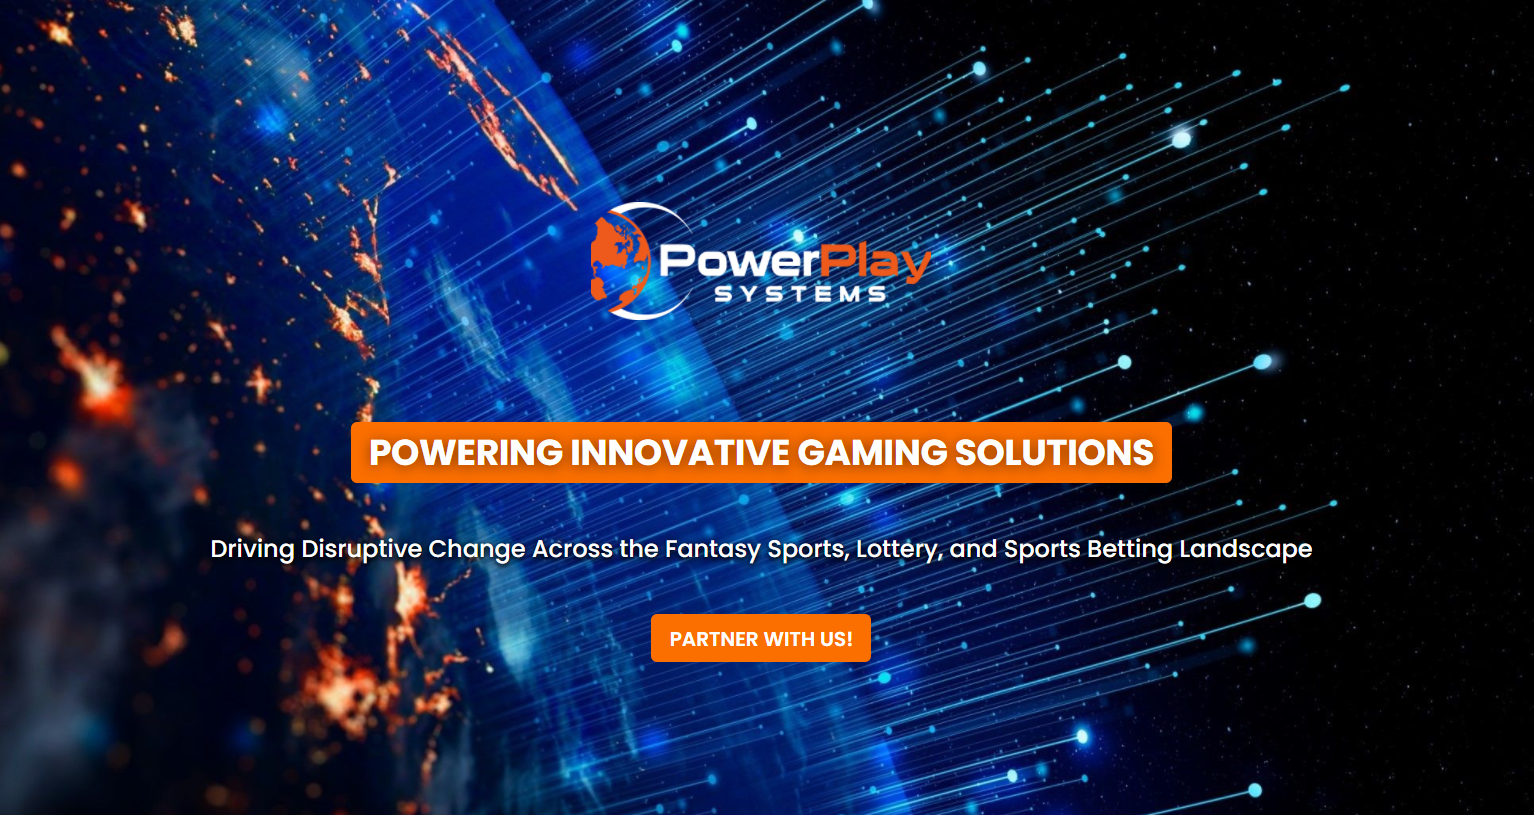 PowerPlay
SYSTEMS
POWERING INNOVATIVE GAMING SOLUTIONS
Driving Disruptive Change Across the Fantasy Sports, Lottery, and Sports Betting Landscape
PARTNER WITH US!